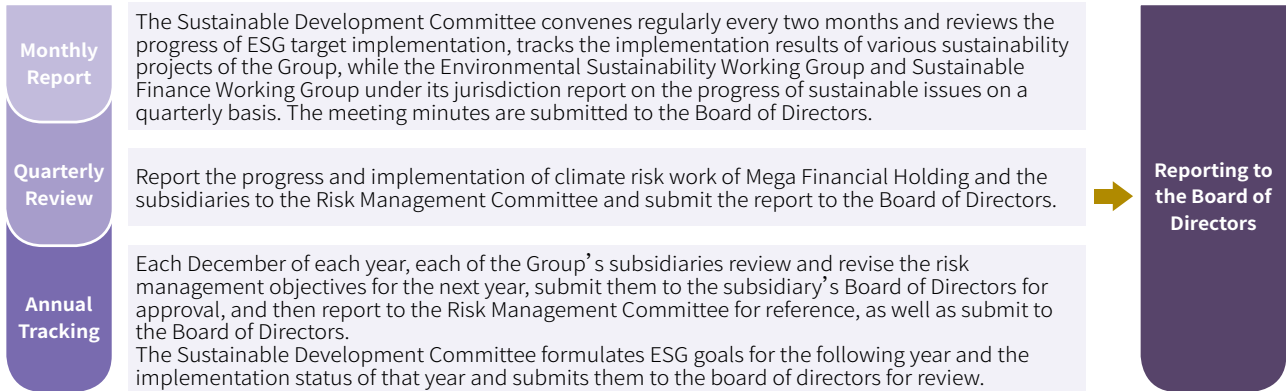 Monthly
Report
The Sustainable Development Committee convenes regularly every two months and reviews the
progress of ESG target implementation, tracks the implementation results of various sustainability
projects of the Group, while the Environmental Sustainability Working Group and Sustainable
Finance Working Group under its jurisdiction report on the progress of sustainable issues on a
quarterly basis. The meeting minutes are submitted to the Board of Directors.
Quarterly
Review
Report the progress and implementation of climate risk work of Mega Financial Holding and the
subsidiaries to the Risk Management Committee and submit the report to the Board of Directors.
Annual
Tracking
Each December of each year, each of the Group’s subsidiaries review and revise the risk
management objectives for the next year, submit them to the subsidiary’s Board of Directors for
approval, and then report to the Risk Management Committee for reference, as well as submit to
the Board of Directors.
The Sustainable Development Committee formulates ESG goals for the following year and the
implementation status of that year and submits them to the board of directors for review.
Reporting to
the Board of
Directors